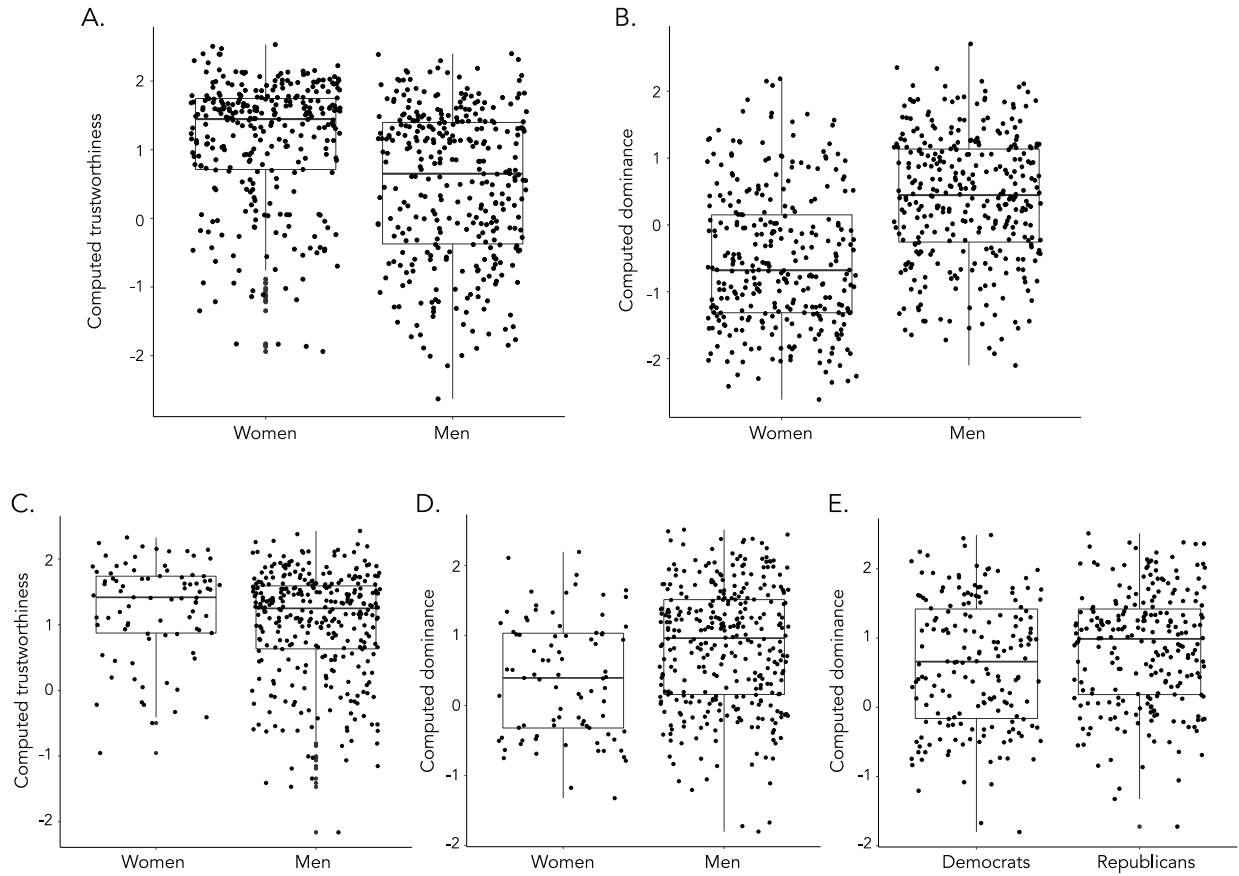 A.
Computed trustworthiness
2
1
0
-1
-2
Women Men
B.
Computed dominance
2
1
0
-1
-2
Women Men
C.
Computed trustworthiness
2
1
0
-1
-2
Women Men
D.
Computed dominance
2
1
0
-1
-2
Women Men
E.
Computed dominance
2
1
0
-1
-2
Democrats Republicans